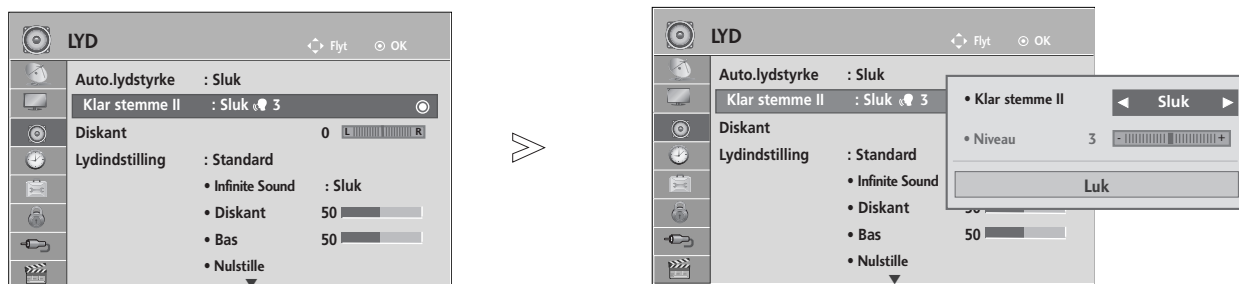 LYD
Flyt OK
Auto.lydstyrke : Sluk
Klar stemme II : Sluk 3
Diskant 0 L R
Lydindstilling : Standard
• Infinite Sound : Sluk
• Diskant 50
• Bas 50
• Nulstille
LYD
Flyt OK
Auto.lydstyrke : Sluk
Klar stemme II : Sluk 3
Diskant
Lydindstilling : Standard
• Infinite Sound
• Diskant
• Bas 50
• Nulstille
• Klar stemme II ◄ Sluk ►
• Niveau 3 - +
Luk